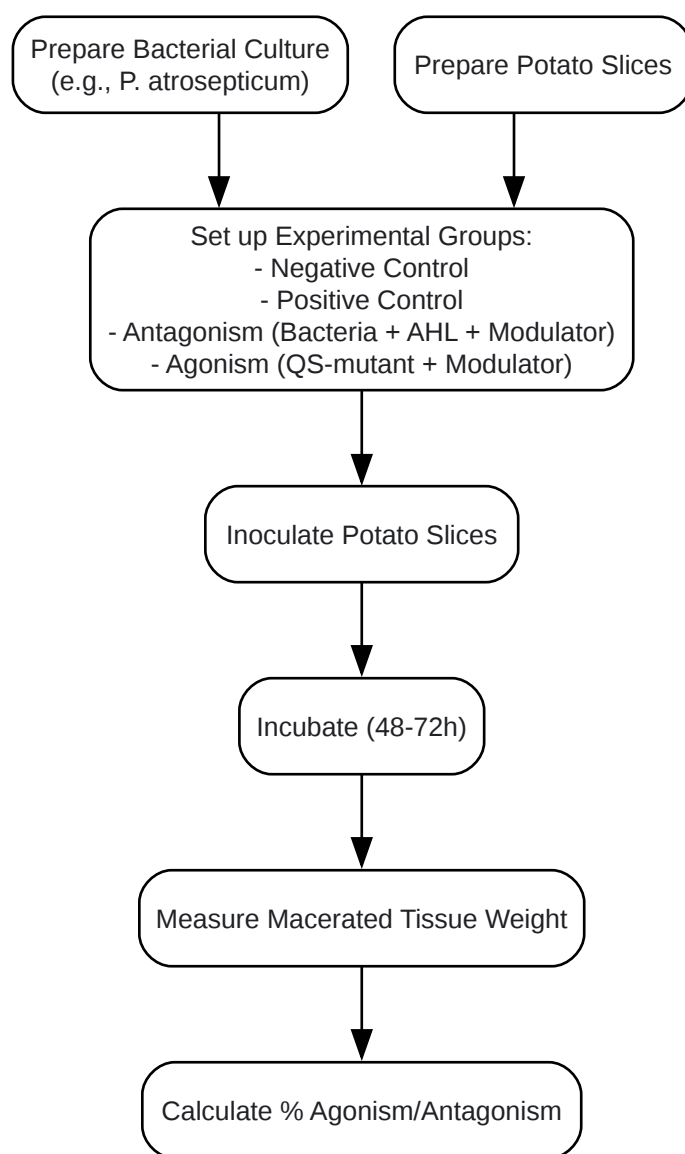 Prepare Bacterial Culture
(e.g., P. atrosepticum)
Prepare Potato Slices
Set up Experimental Groups:
- Negative Control
- Positive Control
- Antagonism (Bacteria + AHL + Modulator)
- Agonism (QS-mutant + Modulator)
Inoculate Potato Slices
Incubate (48-72h)
Measure Macerated Tissue Weight
Calculate % Agonism/Antagonism